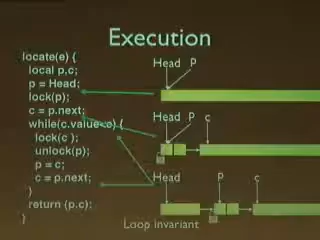 Execution
locate(e) {
local p,c;
p = Head;
lock(p);
c = p.next;
while(c.value<e) {
lock(c );
unlock(p);
p = c;
c = p.next;
}
return (p.c):
}
Head P
Head P c
Head P c
Loop invariant